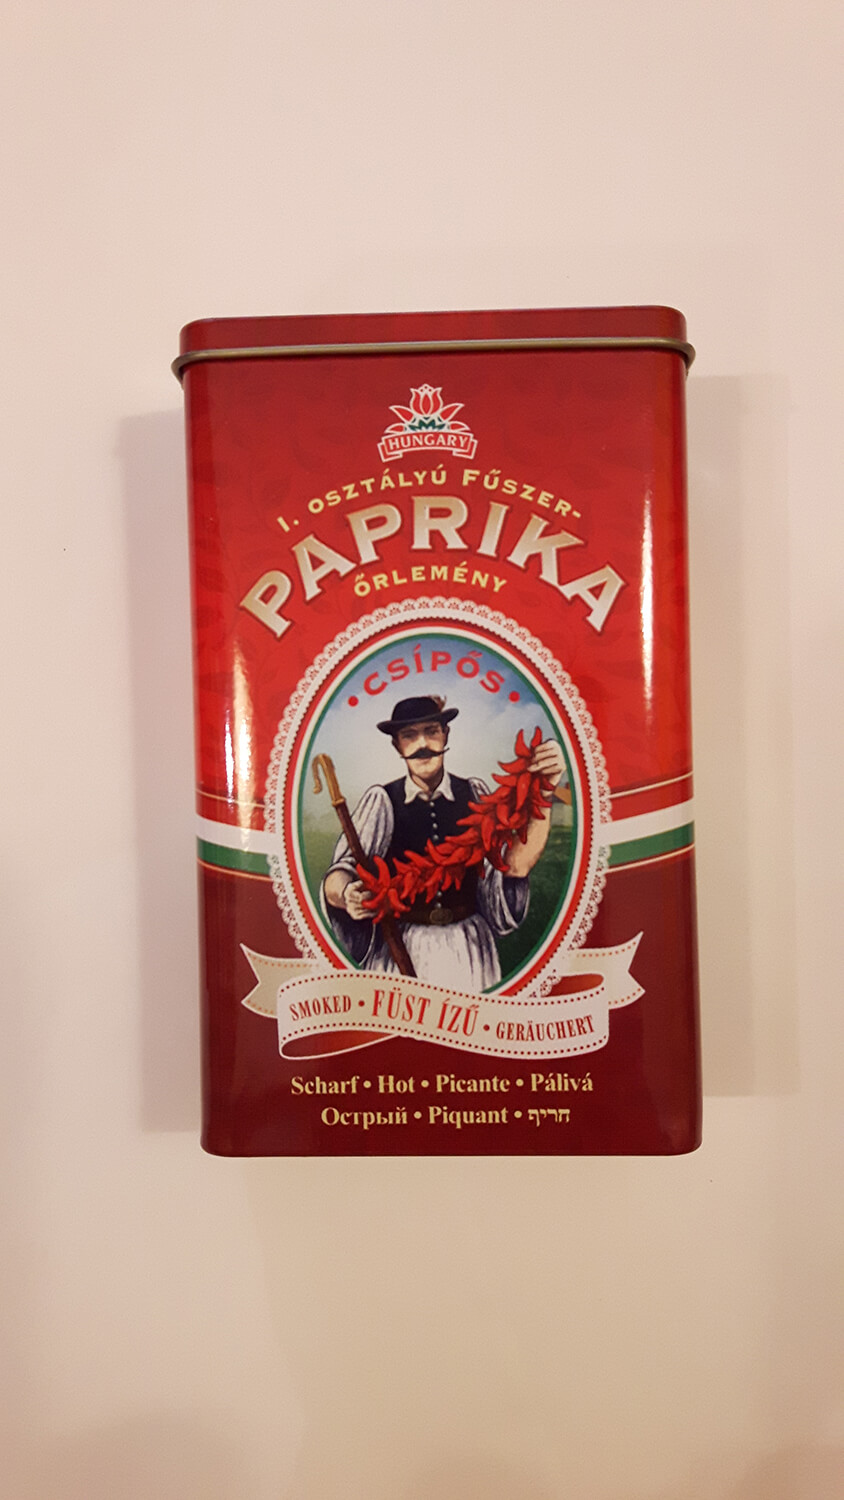 HUNGARY
I. OSZTÁLYÚ FŰSZER-
PAPRIKA
ŐRLEMÉNY
• CSÍPŐS •
SMOKED • FÜST ÍZŰ • GERÄUCHERT
Scharf • Hot • Picante • Pálivá
Острый • Piquant • חריף